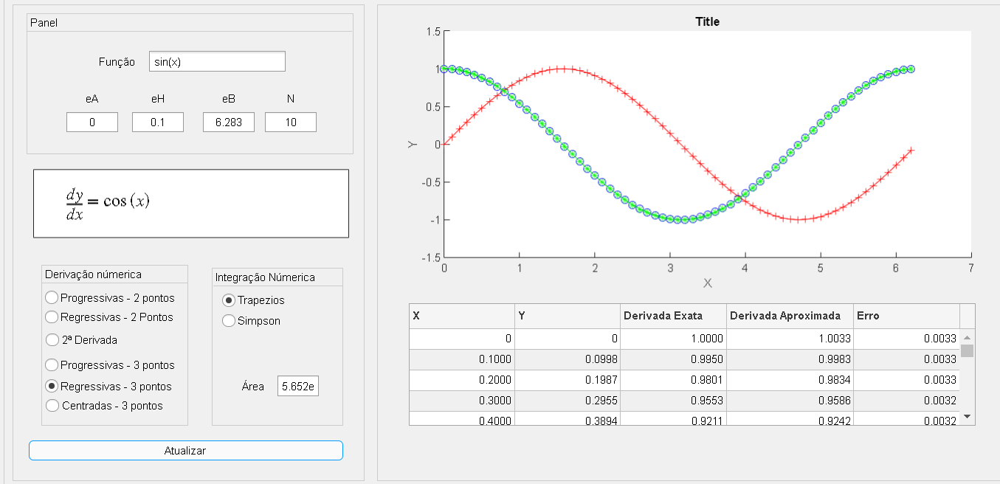 Panel
Função sin(x)
eA eH eB N
0 0.1 6.283 10
dy/dx = cos (x)
Derivação númerica
Progressivas - 2 pontos
Regressivas - 2 Pontos
2ª Derivada
Progressivas - 3 pontos
Regressivas - 3 pontos
Centradas - 3 pontos
Integração Númerica
Trapezios
Simpson
Área 5.652e
Atualizar
Title
1.5
1
0.5
0
-0.5
-1
-1.5
Y
0 1 2 3 4 5 6 7
X
X Y Derivada Exata Derivada Aproximada Erro
0 0 1.0000 1.0033 0.0033
0.1000 0.0998 0.9950 0.9983 0.0033
0.2000 0.1987 0.9801 0.9834 0.0033
0.3000 0.2955 0.9553 0.9586 0.0032
0.4000 0.3894 0.9211 0.9242 0.0032